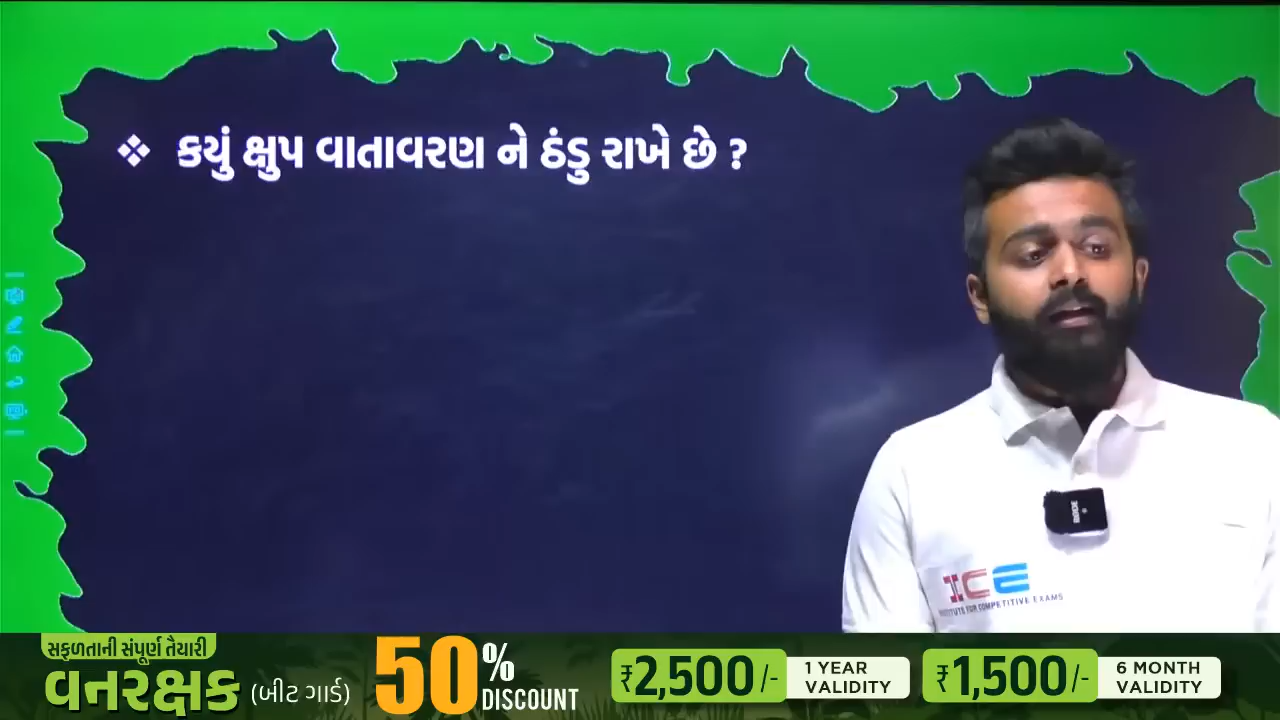 ❖ કયું ક્ષુપ વાતાવરણ ને ઠંડુ રાખે છે ?
RODE
ICE
INSTITUTE FOR COMPETITIVE EXAMS
સફળતાની સંપૂર્ણ તૈયારી
વનરક્ષક (બીટ ગાર્ડ)
50% DISCOUNT
₹2,500/- 1 YEAR VALIDITY
₹1,500/- 6 MONTH VALIDITY